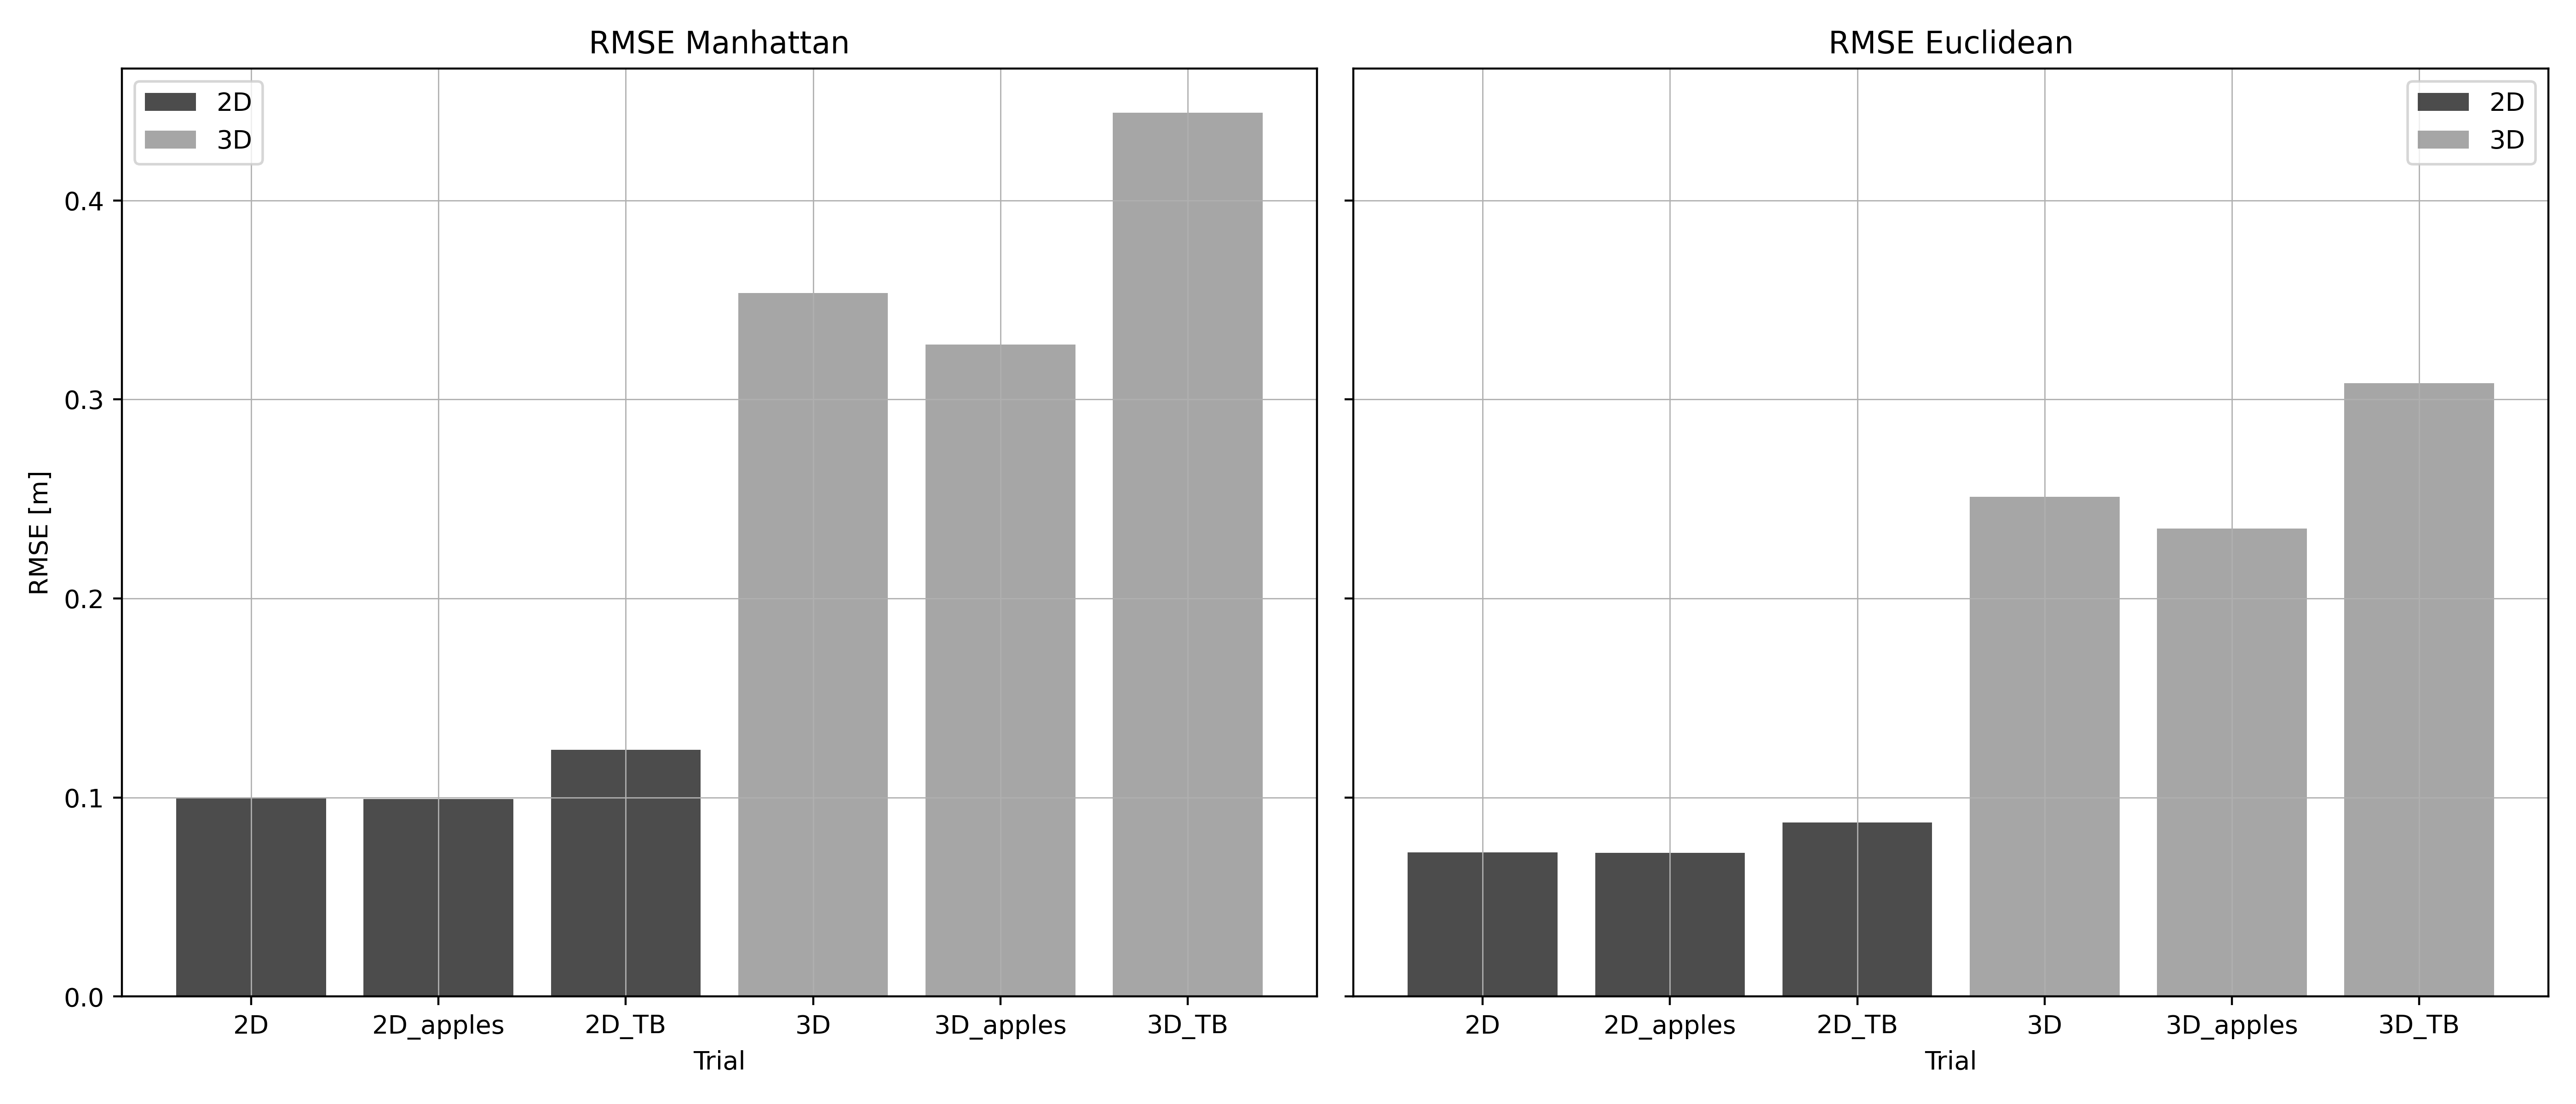 RMSE Manhattan
2D
3D
RMSE [m]
0.4
0.3
0.2
0.1
0.0
2D 2D_apples 2D_TB 3D 3D_apples 3D_TB
Trial
RMSE Euclidean
2D
3D
2D 2D_apples 2D_TB 3D 3D_apples 3D_TB
Trial